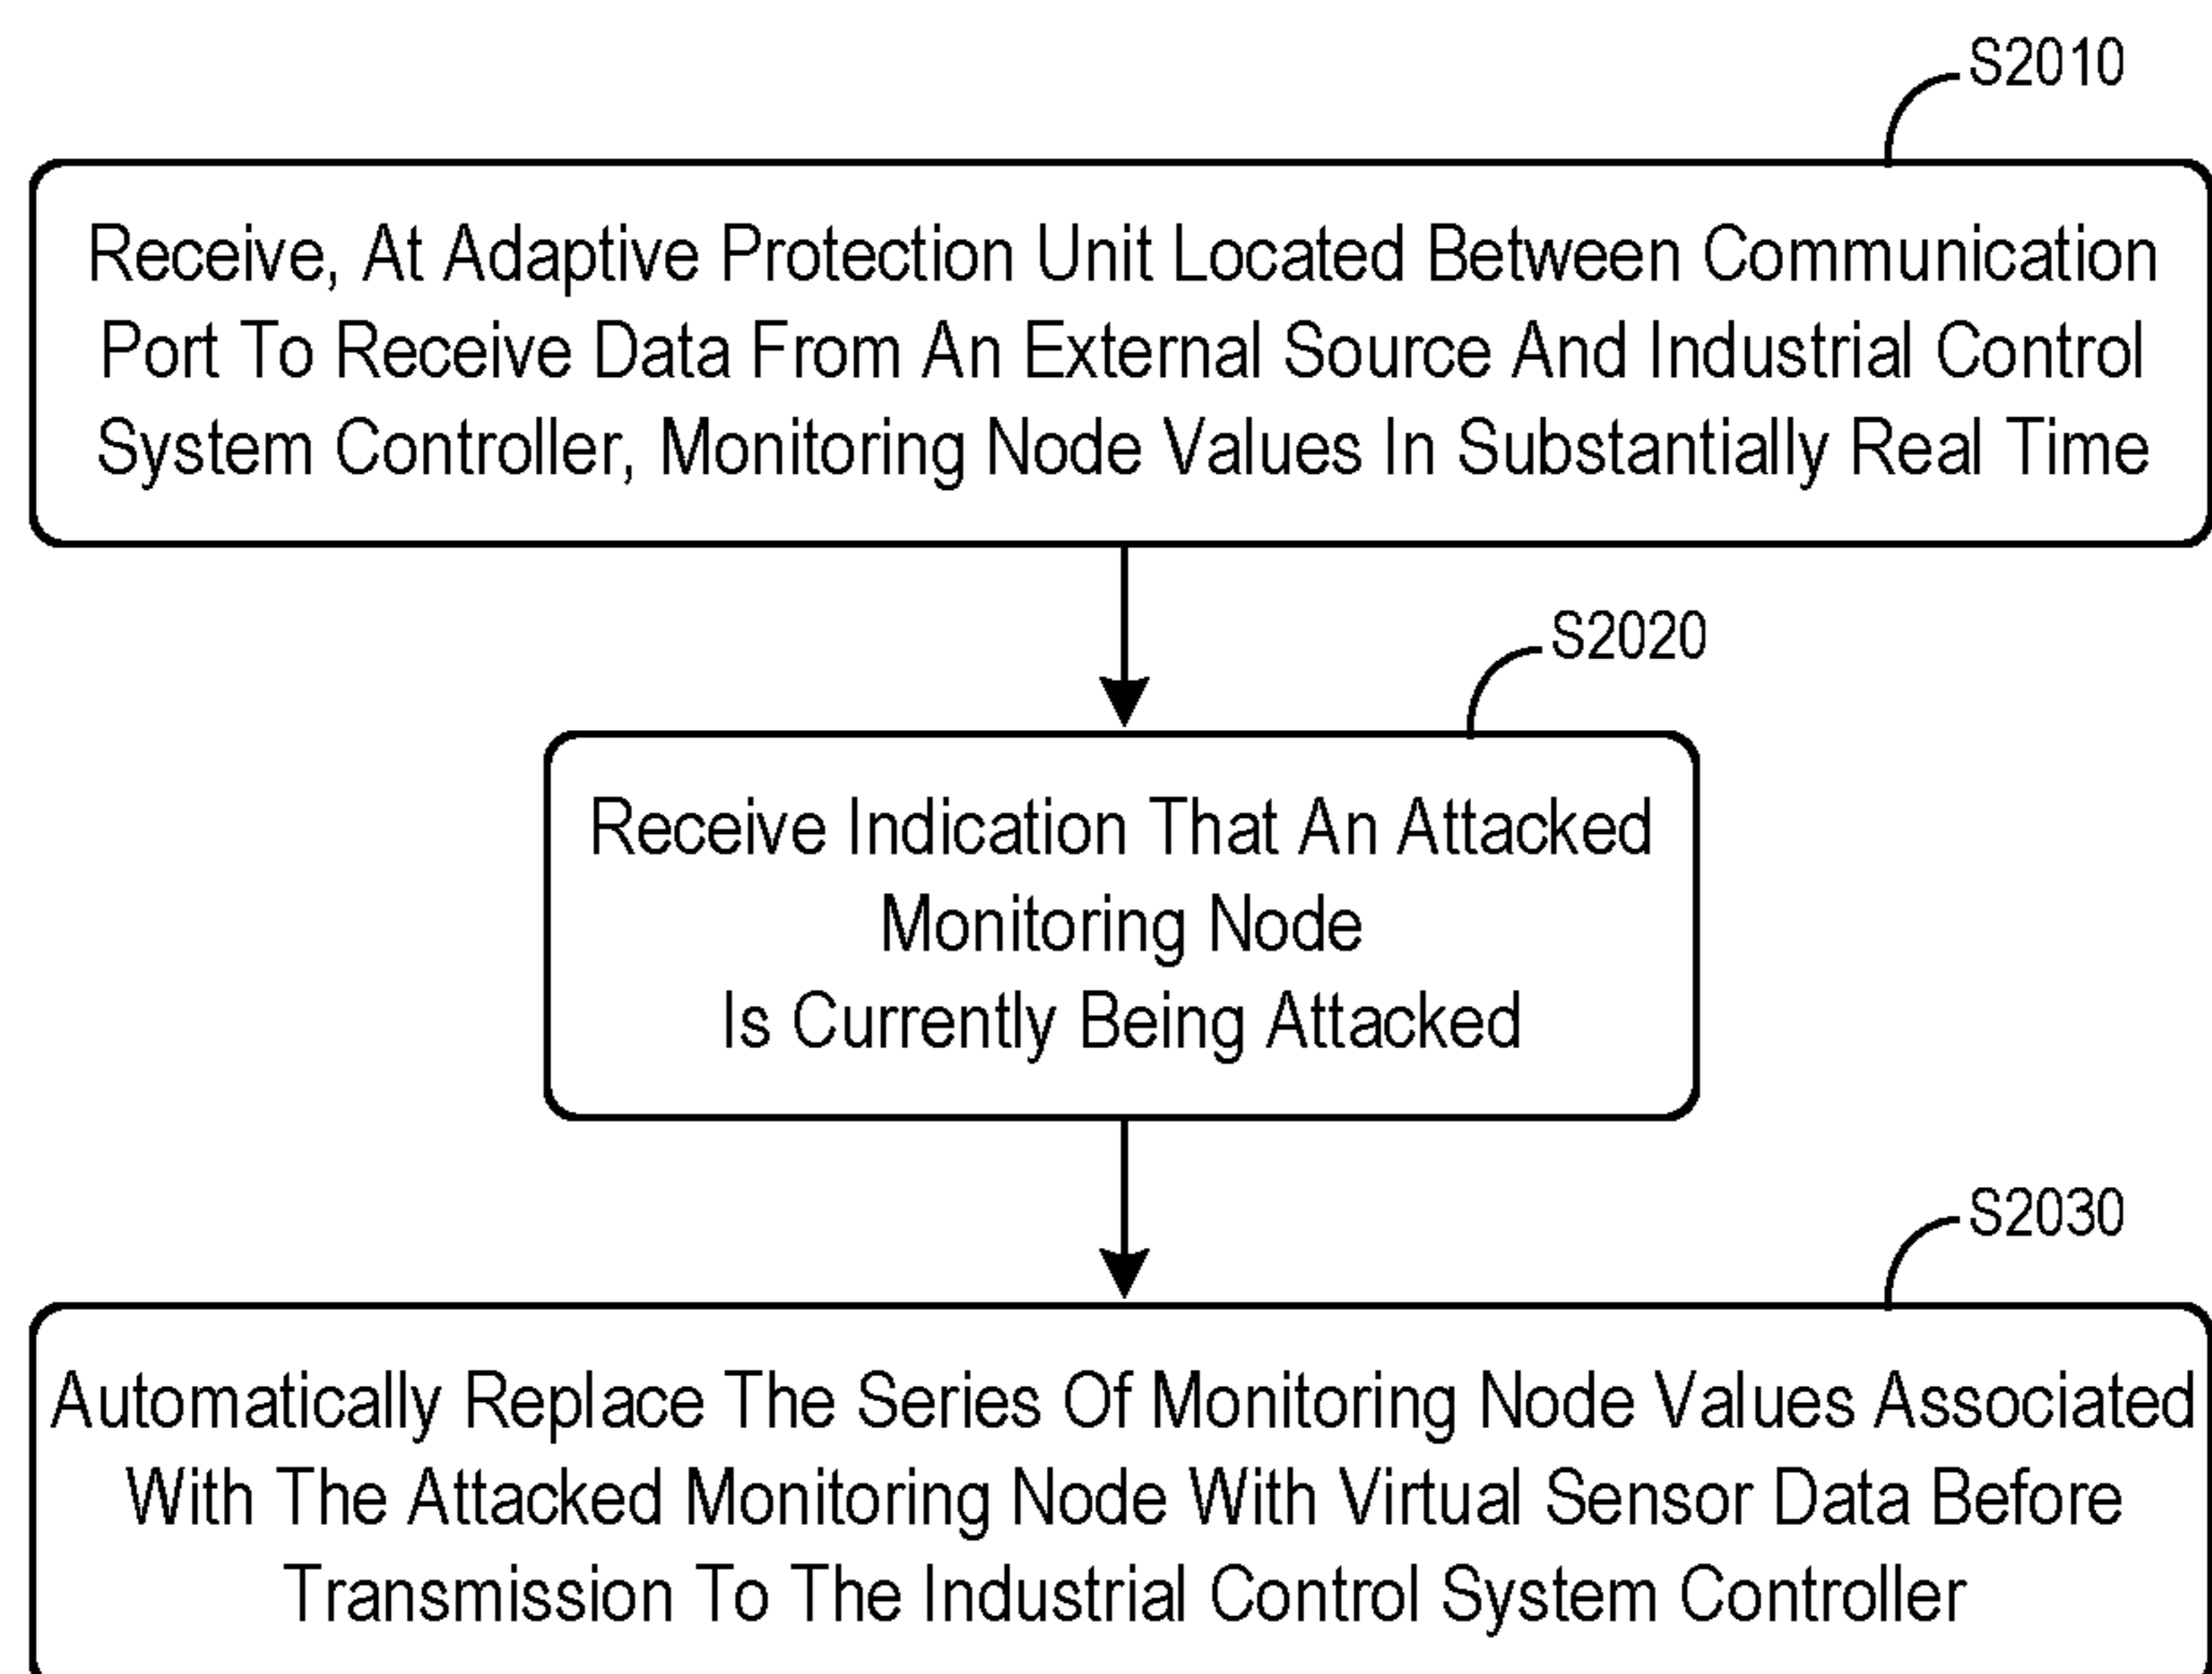 S2010
Receive, At Adaptive Protection Unit Located Between Communication
Port To Receive Data From An External Source And Industrial Control
System Controller, Monitoring Node Values In Substantially Real Time
S2020
Receive Indication That An Attacked
Monitoring Node
Is Currently Being Attacked
S2030
Automatically Replace The Series Of Monitoring Node Values Associated
With The Attacked Monitoring Node With Virtual Sensor Data Before
Transmission To The Industrial Control System Controller